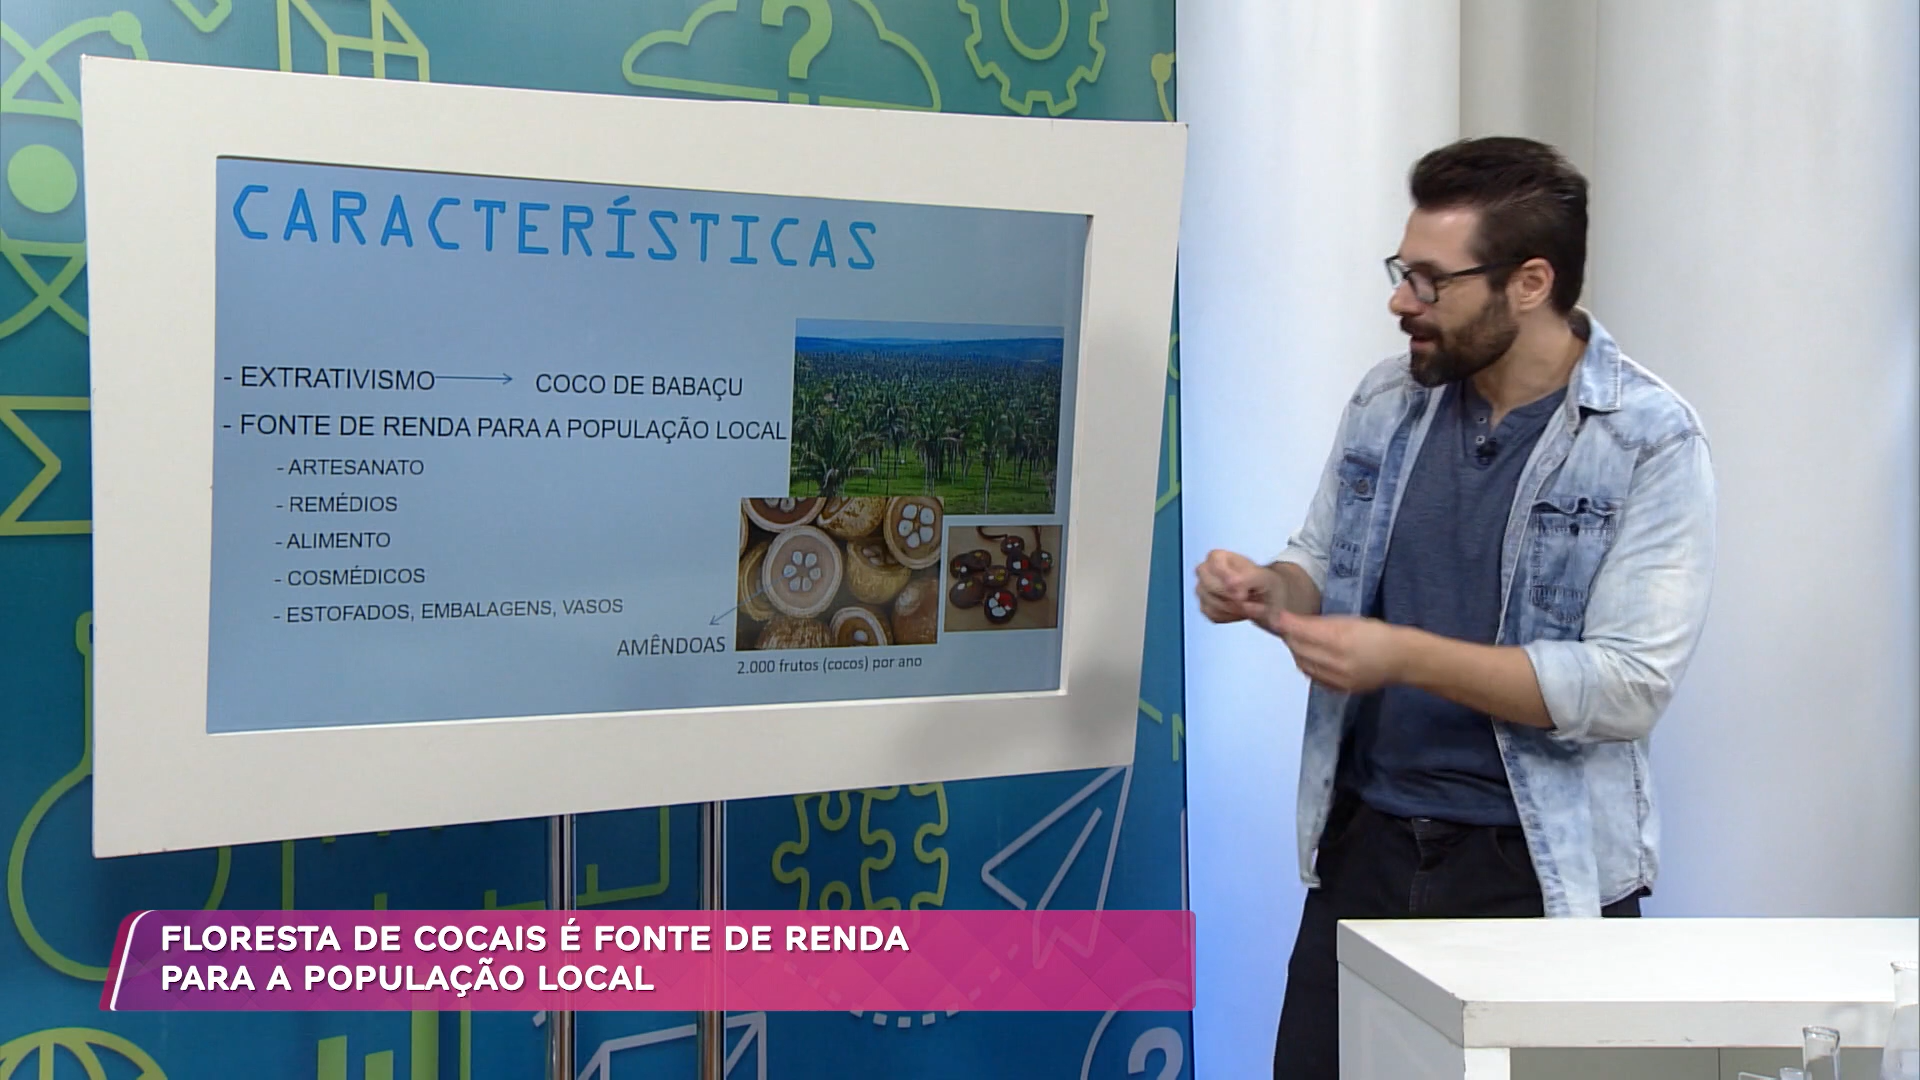 CARACTERÍSTICAS
- EXTRATIVISMO → COCO DE BABAÇU
- FONTE DE RENDA PARA A POPULAÇÃO LOCAL
- ARTESANATO
- REMÉDIOS
- ALIMENTO
- COSMÉDICOS
- ESTOFADOS, EMBALAGENS, VASOS
AMÊNDOAS
2.000 frutos (cocos) por ano
FLORESTA DE COCAIS É FONTE DE RENDA
PARA A POPULAÇÃO LOCAL